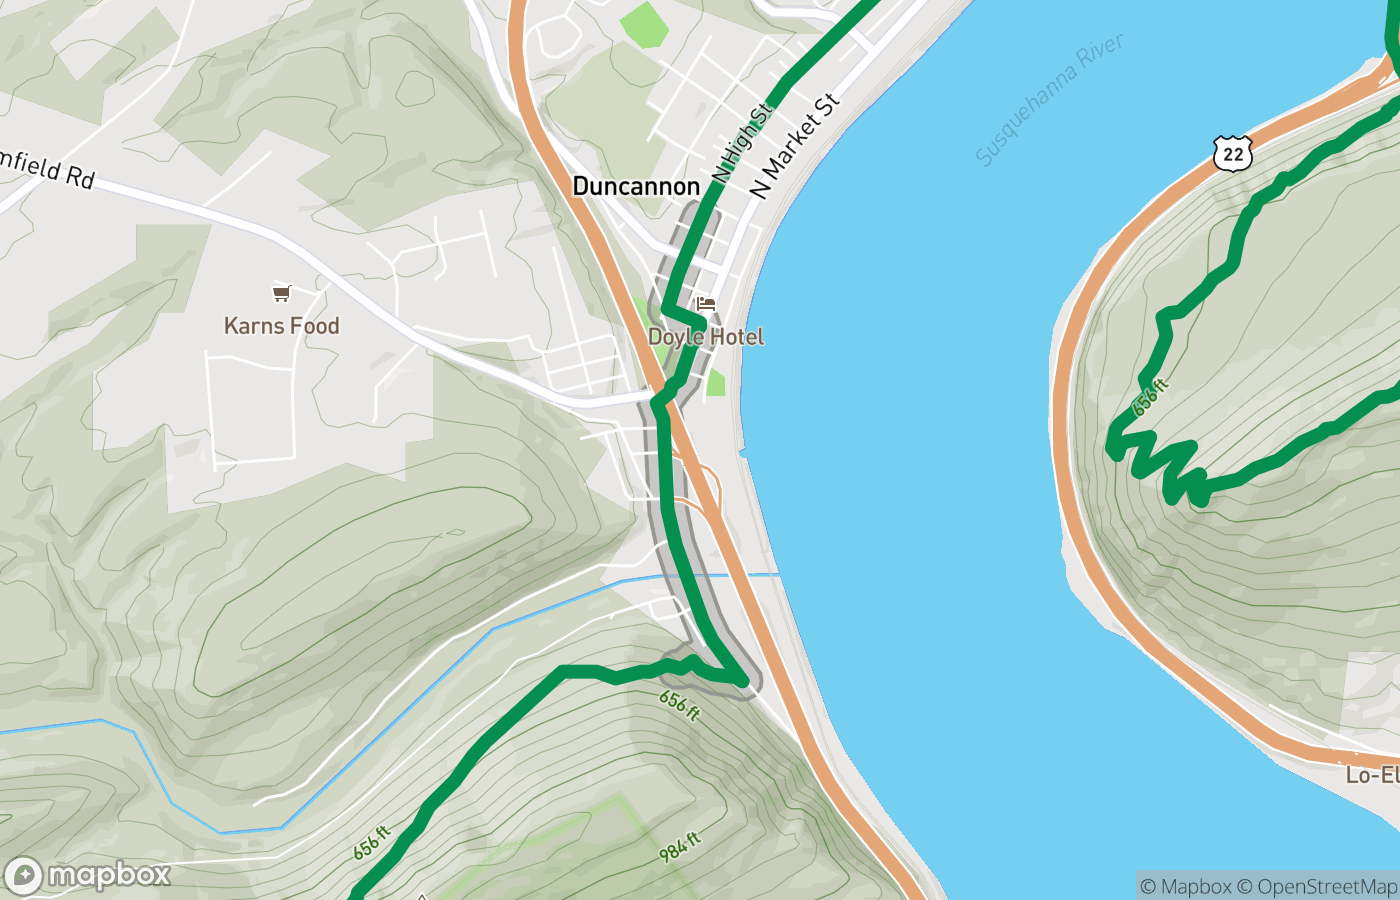 Susquehanna River
N High St
N Market St
22
mfield Rd
Duncannon
Karns Food
Doyle Hotel
656 ft
656 ft
656 ft
984 ft
Lo-El
mapbox
© Mapbox © OpenStreetMap